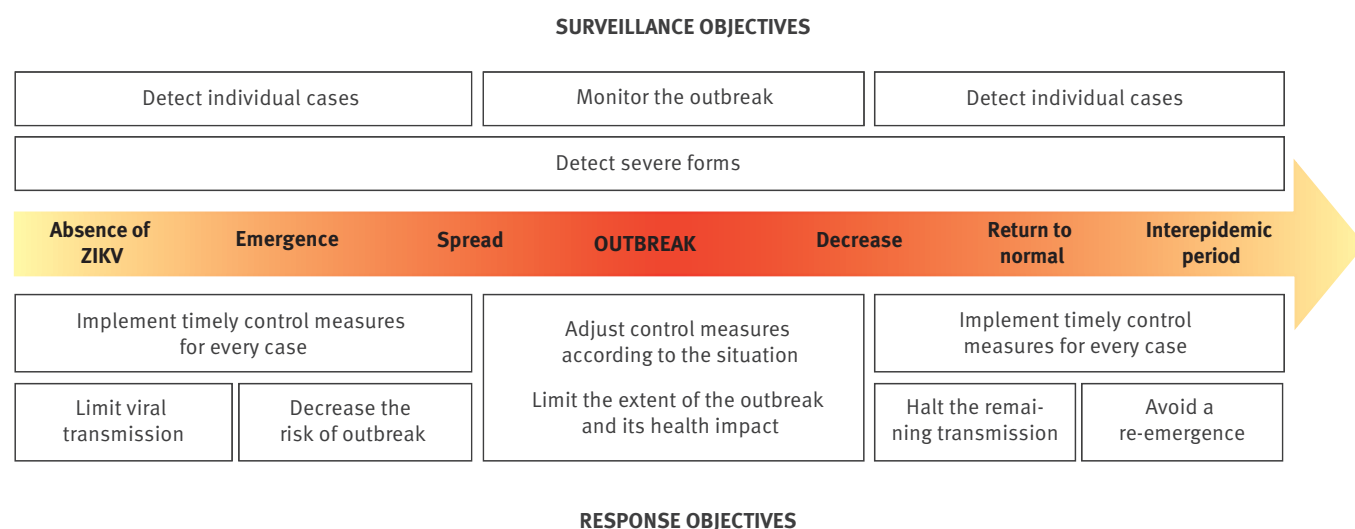 SURVEILLANCE OBJECTIVES
Detect individual cases
Monitor the outbreak
Detect individual cases
Detect severe forms
Absence of
ZIKV
Emergence
Spread
OUTBREAK
Decrease
Return to
normal
Interepidemic
period
Implement timely control measures
for every case
Adjust control measures
according to the situation
Limit the extent of the outbreak
and its health impact
Implement timely control
measures for every case
Limit viral
transmission
Decrease the
risk of outbreak
Halt the remai-
ning transmission
Avoid a
re-emergence
RESPONSE OBJECTIVES